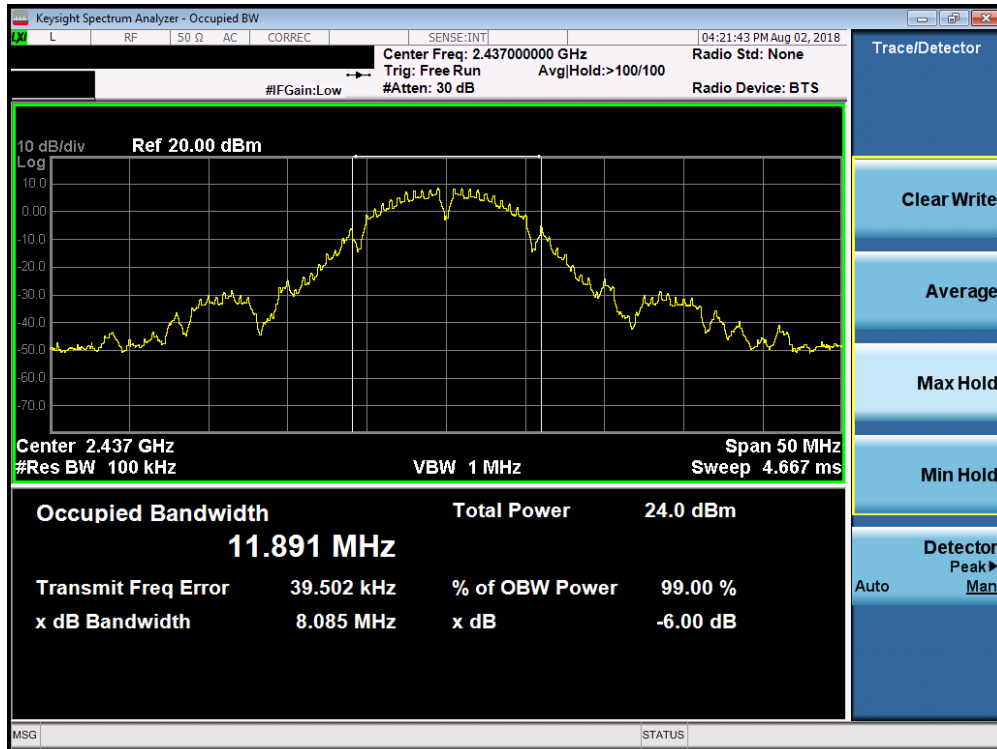 Keysight Spectrum Analyzer - Occupied BW
LXI L RF 50 Ω AC CORREC SENSE:INT 04:21:43 PM Aug 02, 2018
Center Freq: 2.437000000 GHz Radio Std: None
Trig: Free Run Avg|Hold:>100/100
#IFGain:Low #Atten: 30 dB Radio Device: BTS
Trace/Detector
10 dB/div Ref 20.00 dBm
Log
10.0
0.00
-10.0
-20.0
-30.0
-40.0
-50.0
-60.0
-70.0
Center 2.437 GHz Span 50 MHz
#Res BW 100 kHz VBW 1 MHz Sweep 4.667 ms
Clear Write
Average
Max Hold
Min Hold
Detector
Peak▶
Auto Man
Occupied Bandwidth Total Power 24.0 dBm
11.891 MHz
Transmit Freq Error 39.502 kHz % of OBW Power 99.00 %
x dB Bandwidth 8.085 MHz x dB -6.00 dB
MSG STATUS